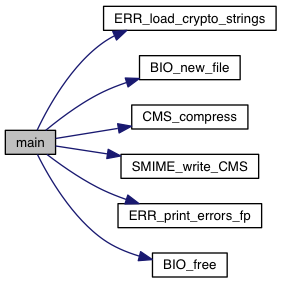 ERR_load_crypto_strings
BIO_new_file
CMS_compress
main
SMIME_write_CMS
ERR_print_errors_fp
BIO_free